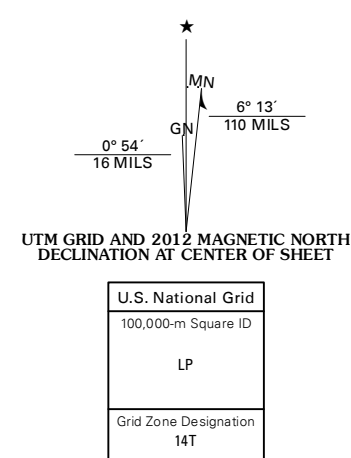 ★
MN
6° 13´
110 MILS
GN
0° 54´
16 MILS
UTM GRID AND 2012 MAGNETIC NORTH
DECLINATION AT CENTER OF SHEET
U.S. National Grid
100,000-m Square ID
LP
Grid Zone Designation
14T